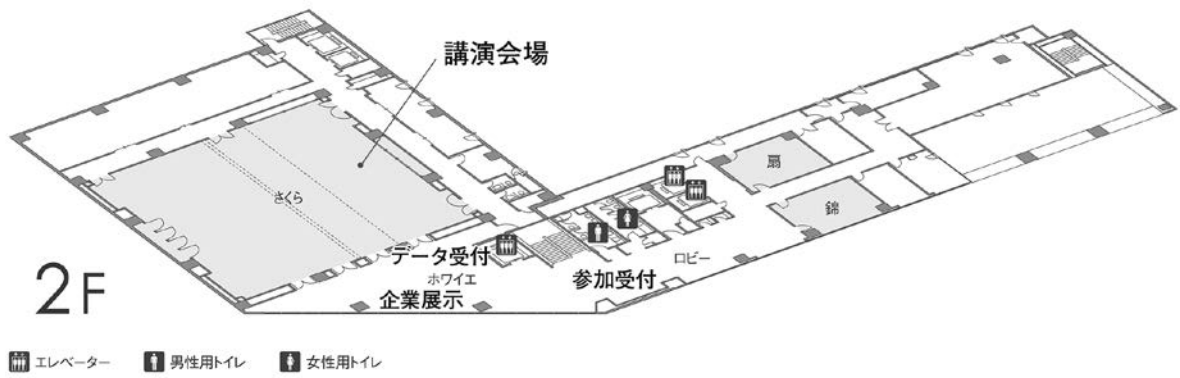 講演会場
扇
さくら
錦
データ受付
ロビー
ホワイエ
参加受付
企業展示
2F
エレベーター
男性用トイレ
女性用トイレ